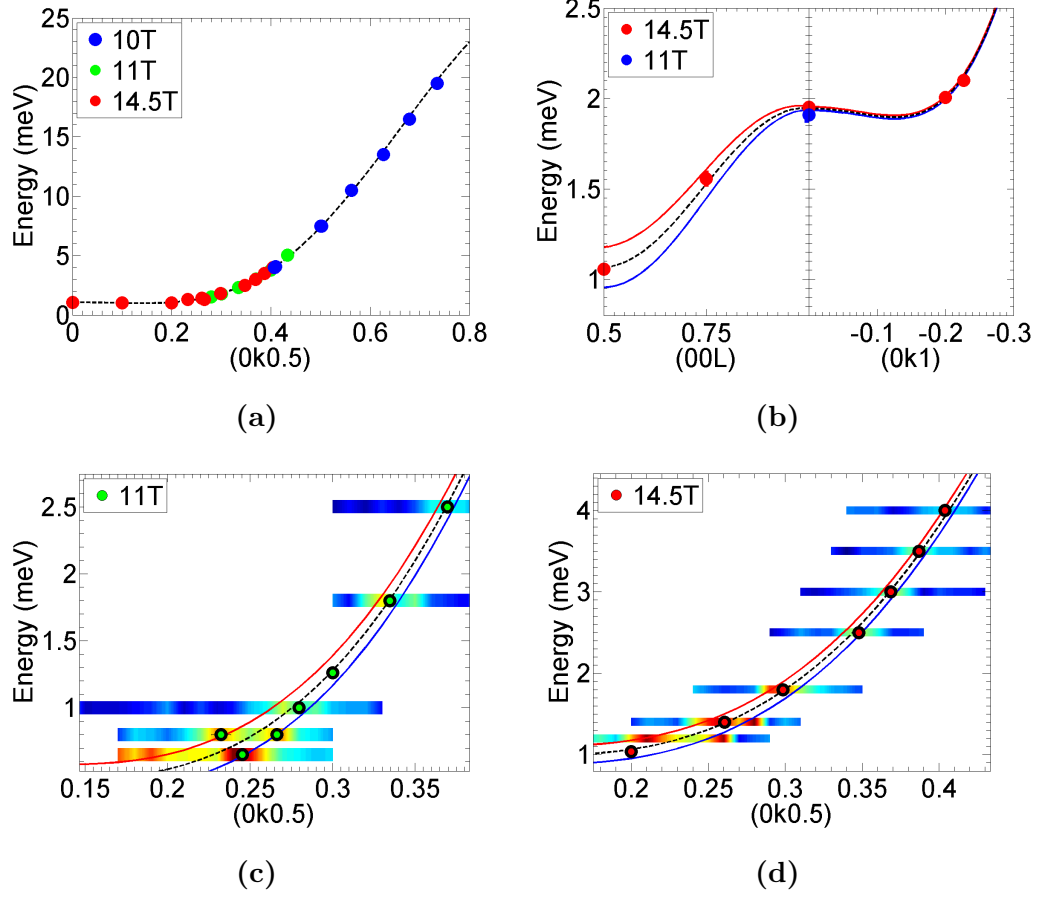 25
20
15
10
5
0
Energy (meV)
10T
11T
14.5T
0
0.2
0.4
0.6
0.8
(0k0.5)
(a)
2.5
2
1.5
1
Energy (meV)
14.5T
11T
0.5
0.75
-0.1
-0.2
-0.3
(00L)
(0k1)
(b)
2.5
2
1.5
1
Energy (meV)
11T
0.15
0.2
0.25
0.3
0.35
(0k0.5)
(c)
4
3
2
1
Energy (meV)
14.5T
0.2
0.25
0.3
0.35
0.4
(0k0.5)
(d)